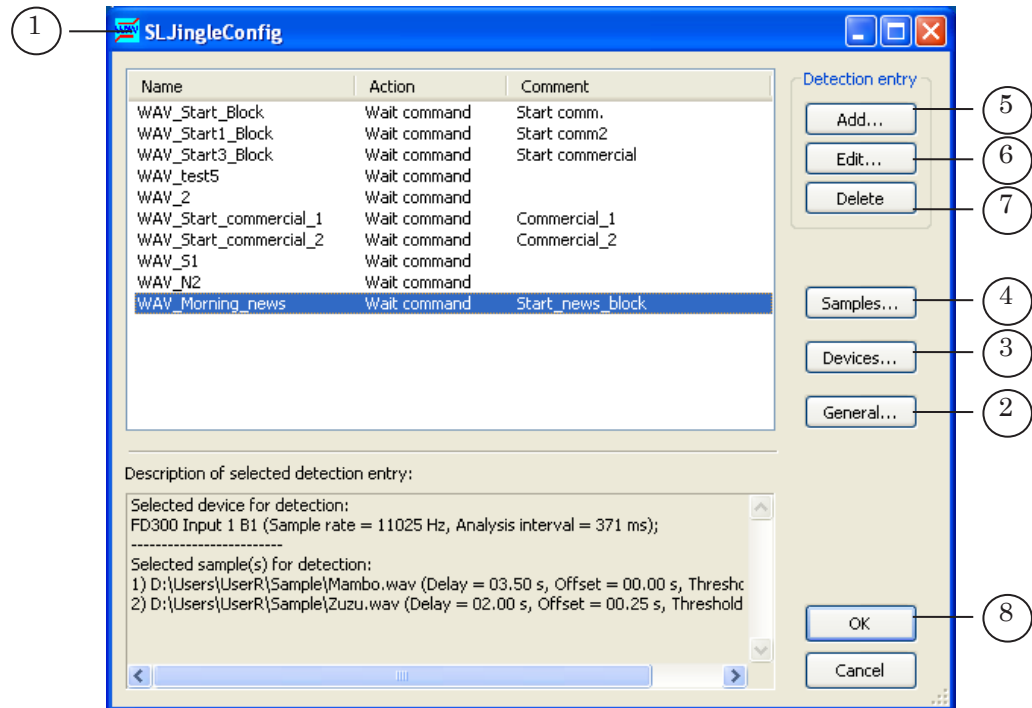 1
SLJingleConfig
Name Action Comment
WAV_Start_Block Wait command Start comm.
WAV_Start1_Block Wait command Start comm2
WAV_Start3_Block Wait command Start commercial
WAV_test5 Wait command
WAV_2 Wait command
WAV_Start_commercial_1 Wait command Commercial_1
WAV_Start_commercial_2 Wait command Commercial_2
WAV_S1 Wait command
WAV_N2 Wait command
WAV_Morning_news Wait command Start_news_block
Detection entry
Add... 5
Edit... 6
Delete 7
Samples... 4
Devices... 3
General... 2
Description of selected detection entry:
Selected device for detection:
FD300 Input 1 B1 (Sample rate = 11025 Hz, Analysis interval = 371 ms);
-------------------------
Selected sample(s) for detection:
1) D:\Users\UserR\Sample\Mambo.wav (Delay = 03.50 s, Offset = 00.00 s, Thresho
2) D:\Users\UserR\Sample\Zuzu.wav (Delay = 02.00 s, Offset = 00.25 s, Threshold
OK 8
Cancel